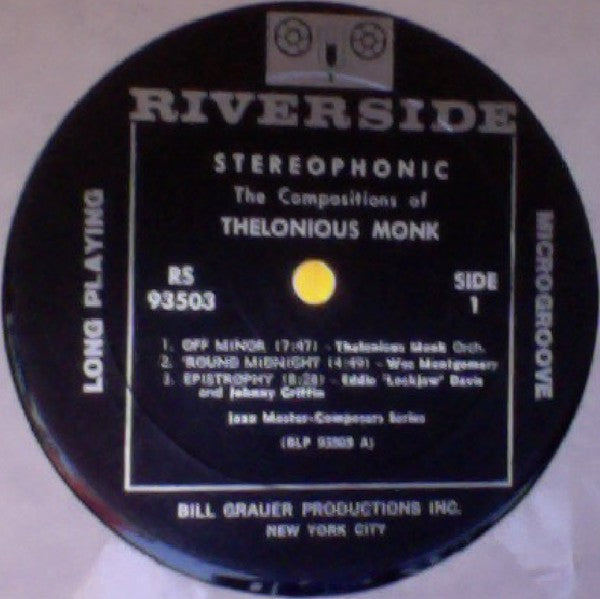 RIVERSIDE
STEREOPHONIC
The Compositions of
THELONIOUS MONK
LONG PLAYING
MICROGROOVE
RS
93503
SIDE
1
1. OFF MINOR (7:47) - Thelonious Monk Orch.
2. 'ROUND MIDNIGHT (4:49) - Wes Montgomery
3. EPISTROPHY (8:28) - Eddie "Lockjaw" Davis
and Johnny Griffin
Jazz Master-Composers Series
(BLP 93503 A)
BILL GRAUER PRODUCTIONS INC.
NEW YORK CITY